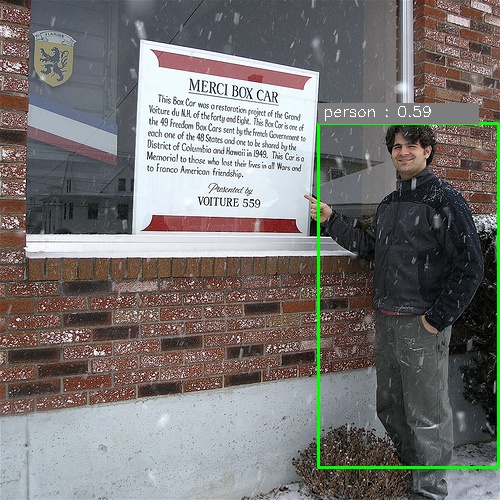 FLANDRE
MERCI BOX CAR
This Box Car was a restoration project of the Grand
Voiture du N.H. of the forty and Eight. This Box Car is one of
the 49 Freedom Box Cars sent by the French Government to
each one of the 48 States and one to be shared by the
District of Columbia and Hawaii in 1949. This Car is a
Memorial to those who lost their lives in all Wars and
to Franco American friendship.
Presented by
VOITURE 559
person : 0.59